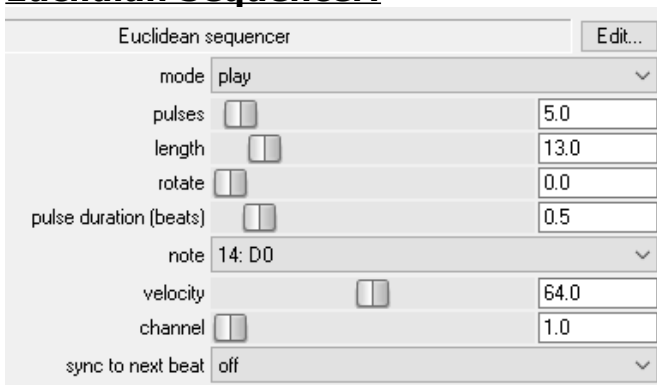 Euclidean sequencer Edit...
mode play
pulses 5.0
length 13.0
rotate 0.0
pulse duration (beats) 0.5
note 14: D0
velocity 64.0
channel 1.0
sync to next beat off